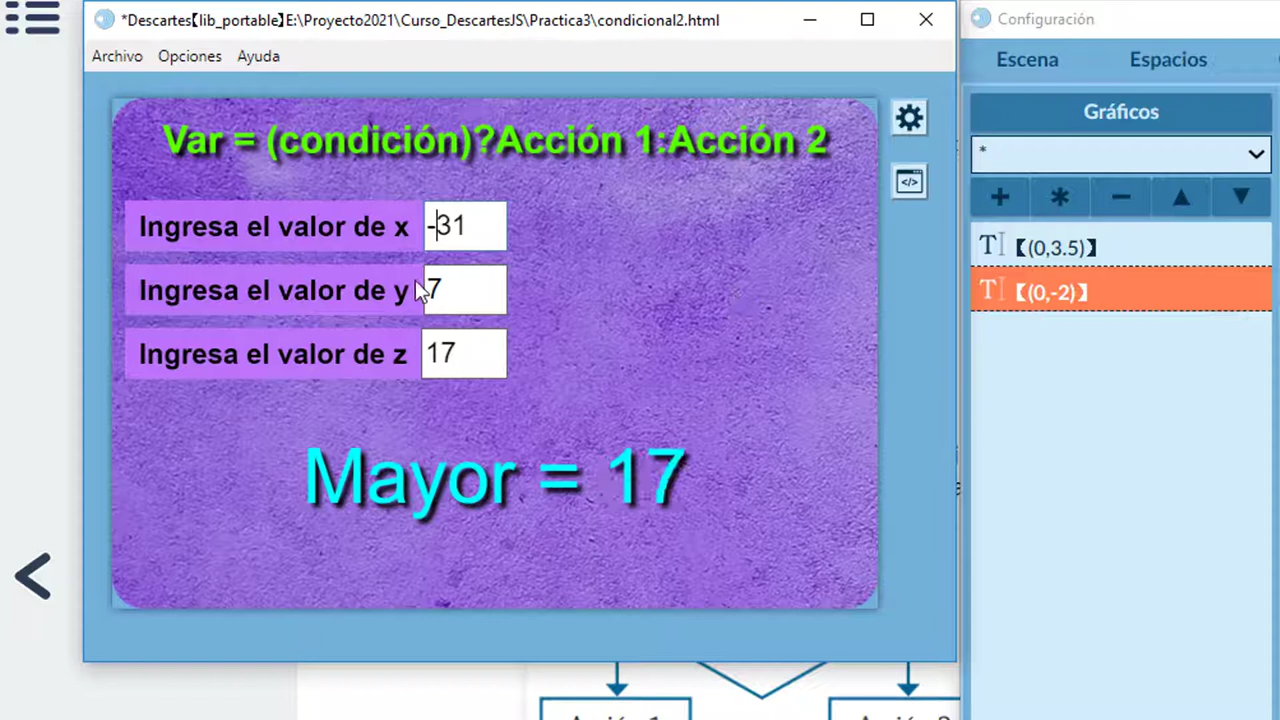 *Descartes【lib_portable】E:\Proyecto2021\Curso_DescartesJS\Practica3\condicional2.html
Archivo Opciones Ayuda
Var = (condición)?Acción 1:Acción 2
Ingresa el valor de x -31
Ingresa el valor de y 7
Ingresa el valor de z 17
Mayor = 17
Configuración
Escena Espacios
Gráficos
*
T 【(0,3.5)】
T 【(0,-2)】